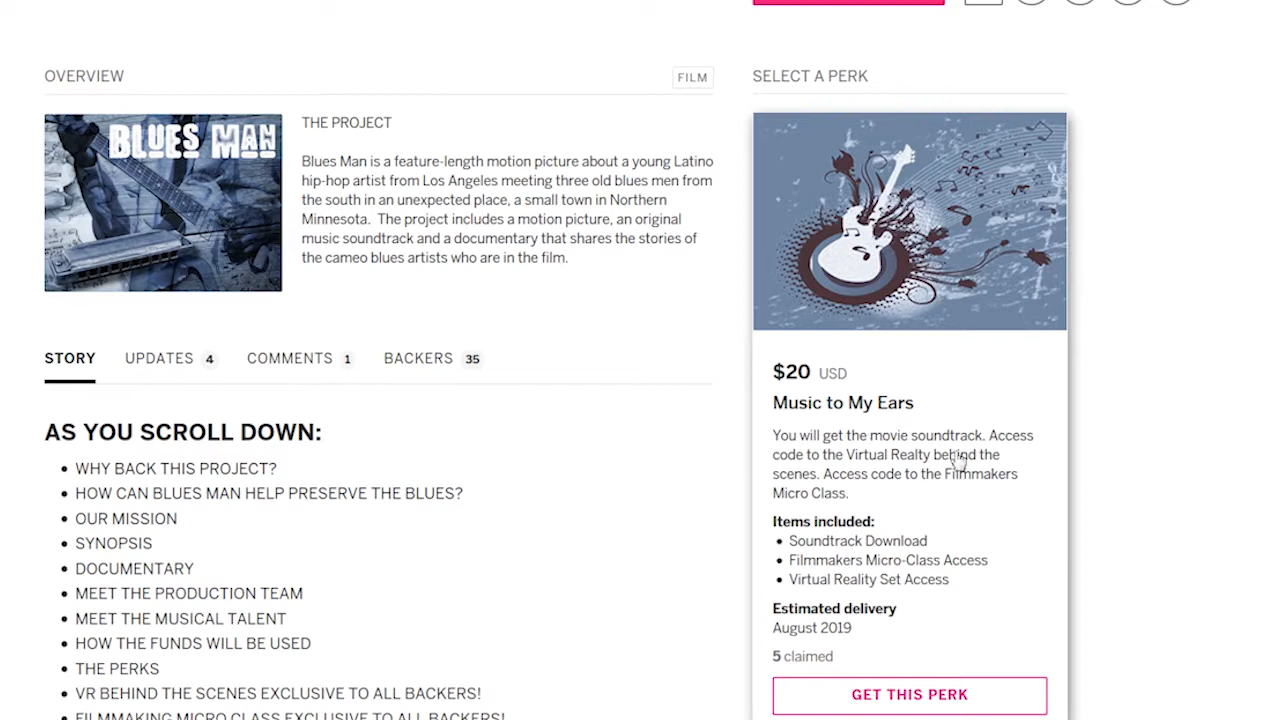 OVERVIEW
FILM
BLUES MAN
THE PROJECT
Blues Man is a feature-length motion picture about a young Latino
hip-hop artist from Los Angeles meeting three old blues men from
the south in an unexpected place, a small town in Northern
Minnesota. The project includes a motion picture, an original
music soundtrack and a documentary that shares the stories of
the cameo blues artists who are in the film.
STORY UPDATES 4 COMMENTS 1 BACKERS 35
AS YOU SCROLL DOWN:
• WHY BACK THIS PROJECT?
• HOW CAN BLUES MAN HELP PRESERVE THE BLUES?
• OUR MISSION
• SYNOPSIS
• DOCUMENTARY
• MEET THE PRODUCTION TEAM
• MEET THE MUSICAL TALENT
• HOW THE FUNDS WILL BE USED
• THE PERKS
• VR BEHIND THE SCENES EXCLUSIVE TO ALL BACKERS!
• FILMMAKING MICRO CLASS EXCLUSIVE TO ALL BACKERS!
SELECT A PERK
$20 USD
Music to My Ears
You will get the movie soundtrack. Access
code to the Virtual Realty behind the
scenes. Access code to the Filmmakers
Micro Class.
Items included:
• Soundtrack Download
• Filmmakers Micro-Class Access
• Virtual Reality Set Access
Estimated delivery
August 2019
5 claimed
GET THIS PERK